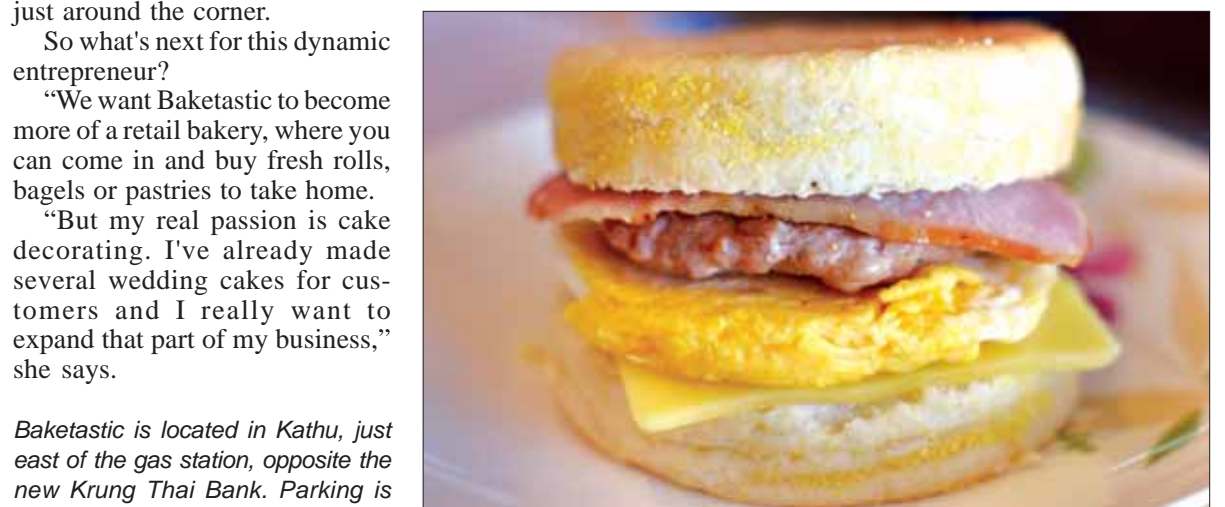 just around the corner.
So what's next for this dynamic
entrepreneur?
“We want Baketastic to become
more of a retail bakery, where you
can come in and buy fresh rolls,
bagels or pastries to take home.
“But my real passion is cake
decorating. I've already made
several wedding cakes for cus-
tomers and I really want to
expand that part of my business,”
she says.
Baketastic is located in Kathu, just
east of the gas station, opposite the
new Krung Thai Bank. Parking is